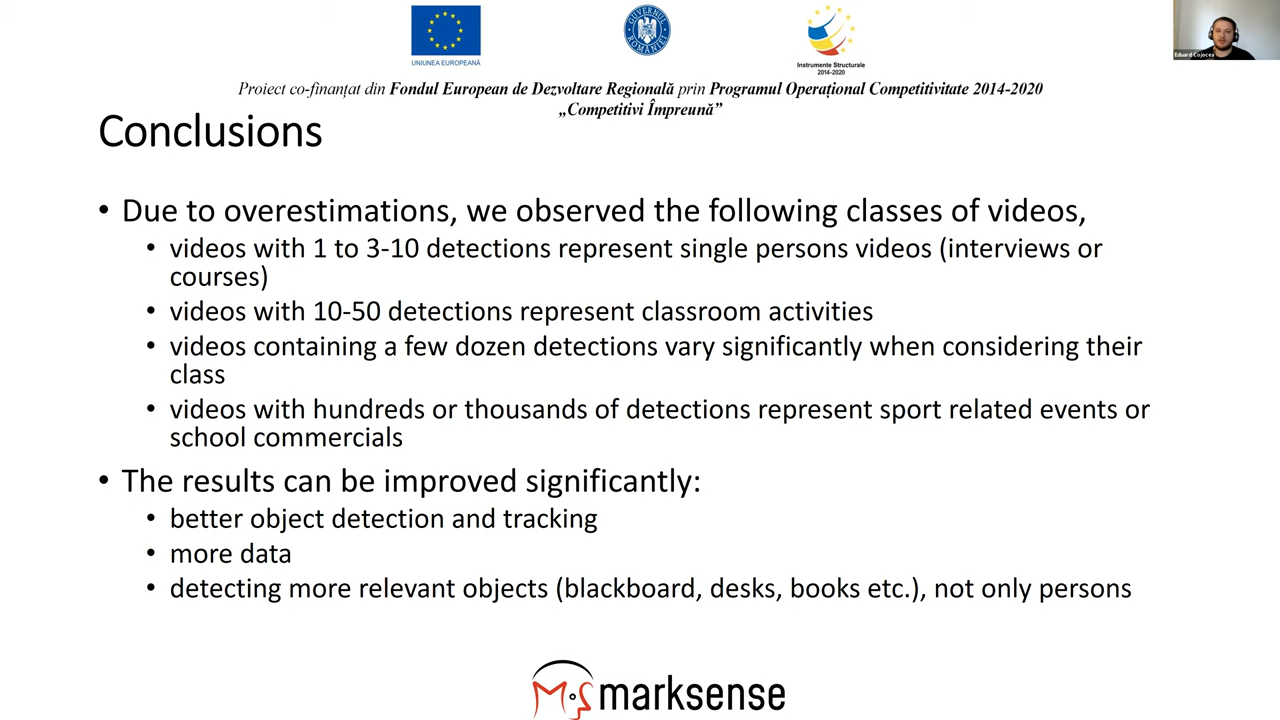 UNIUNEA EUROPEANĂ
GUVERNUL ROMÂNIEI
Instrumente Structurale
2014-2020
Eduard Cojocea
Proiect co-finanțat din Fondul European de Dezvoltare Regională prin Programul Operațional Competitivitate 2014-2020
„Competitivi Împreună”
Conclusions
• Due to overestimations, we observed the following classes of videos,
• videos with 1 to 3-10 detections represent single persons videos (interviews or
courses)
• videos with 10-50 detections represent classroom activities
• videos containing a few dozen detections vary significantly when considering their
class
• videos with hundreds or thousands of detections represent sport related events or
school commercials
• The results can be improved significantly:
• better object detection and tracking
• more data
• detecting more relevant objects (blackboard, desks, books etc.), not only persons
marksense